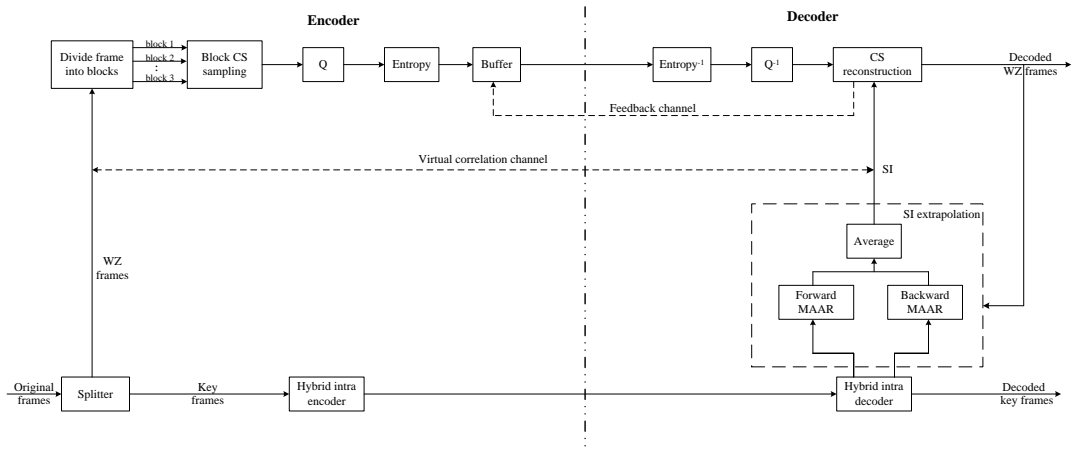 Encoder
Decoder
Divide frame
into blocks
block 1
block 2
:
block 3
Block CS
sampling
Q
Entropy
Buffer
Entropy-1
Q-1
CS
reconstruction
Decoded
WZ frames
Feedback channel
Virtual correlation channel
SI
SI extrapolation
Average
WZ
frames
Forward
MAAR
Backward
MAAR
Original
frames
Splitter
Key
frames
Hybrid intra
encoder
Hybrid intra
decoder
Decoded
key frames